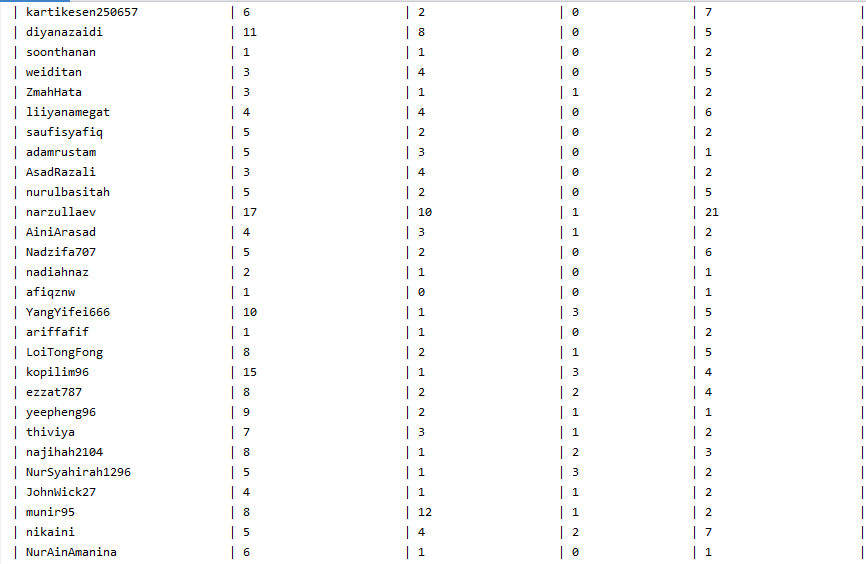 | kartikesen250657 | 6 | 2 | 0 | 7 |
| diyanazaidi | 11 | 8 | 0 | 5 |
| soonthanan | 1 | 1 | 0 | 2 |
| weiditan | 3 | 4 | 0 | 5 |
| ZmahHata | 3 | 1 | 1 | 2 |
| liiyanamegat | 4 | 4 | 0 | 6 |
| saufisyafiq | 5 | 2 | 0 | 2 |
| adamrustam | 5 | 3 | 0 | 1 |
| AsadRazali | 3 | 4 | 0 | 2 |
| nurulbasitah | 5 | 2 | 0 | 5 |
| narzullaev | 17 | 10 | 1 | 21 |
| AiniArasad | 4 | 3 | 1 | 2 |
| Nadzifa707 | 5 | 2 | 0 | 6 |
| nadiahnaz | 2 | 1 | 0 | 1 |
| afiqznw | 1 | 0 | 0 | 1 |
| YangYifei666 | 10 | 1 | 3 | 5 |
| ariffafif | 1 | 1 | 0 | 2 |
| LoiTongFong | 8 | 2 | 1 | 5 |
| kopilim96 | 15 | 1 | 3 | 4 |
| ezzat787 | 8 | 2 | 2 | 4 |
| yeepheng96 | 9 | 2 | 1 | 1 |
| thiviya | 7 | 3 | 1 | 2 |
| najihah2104 | 8 | 1 | 2 | 3 |
| NurSyahirah1296 | 5 | 1 | 3 | 2 |
| JohnWick27 | 4 | 1 | 1 | 2 |
| munir95 | 8 | 12 | 1 | 2 |
| nikaini | 5 | 4 | 2 | 7 |
| NurAinAmanina | 6 | 1 | 0 | 1 |